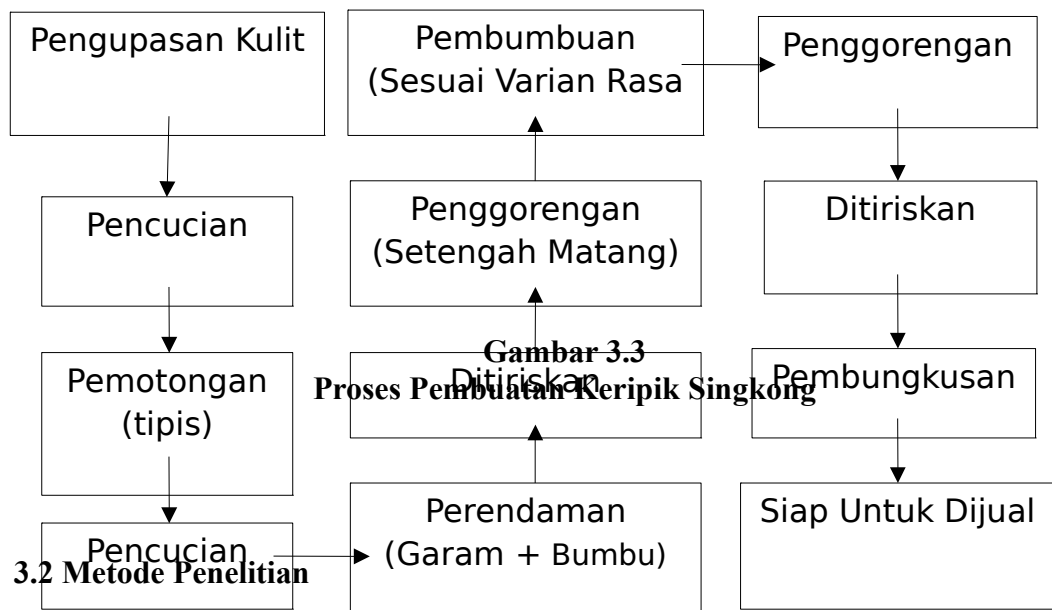 Pengupasan Kulit
Pencucian
Pemotongan
(tipis)
Pencucian
Perendaman
(Garam + Bumbu)
Ditiriskan
Penggorengan
(Setengah Matang)
Pembumbuan
(Sesuai Varian Rasa
Penggorengan
Ditiriskan
Pembungkusan
Siap Untuk Dijual
Gambar 3.3
Proses Pembuatan Keripik Singkong
3.2 Metode Penelitian